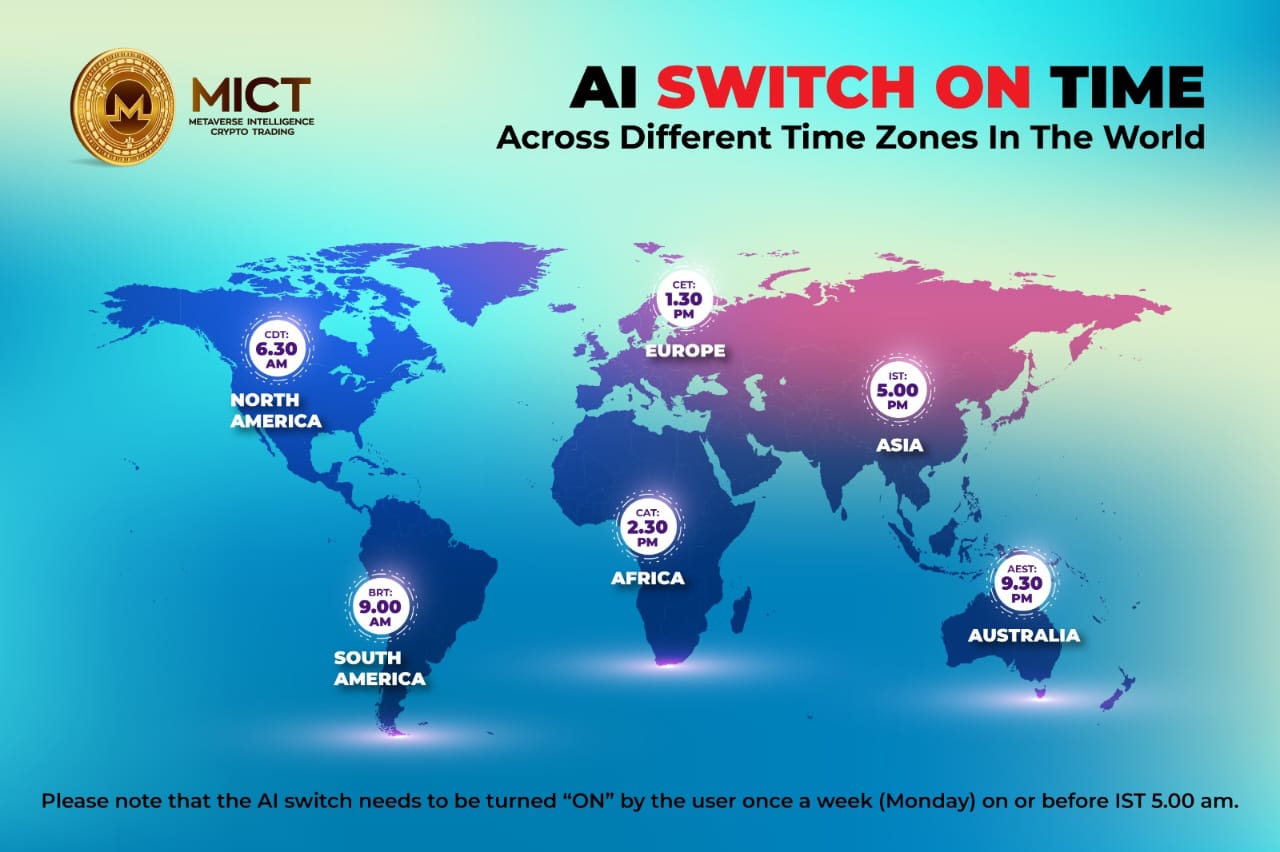 MICT
METAVERSE INTELLIGENCE
CRYPTO TRADING
AI SWITCH ON TIME
Across Different Time Zones In The World
CDT:
6.30
AM
NORTH
AMERICA
CET:
1.30
PM
EUROPE
IST:
5.00
PM
ASIA
CAT:
2.30
PM
AFRICA
BRT:
9.00
AM
SOUTH
AMERICA
AEST:
9.30
PM
AUSTRALIA
Please note that the AI switch needs to be turned “ON” by the user once a week (Monday) on or before IST 5.00 am.